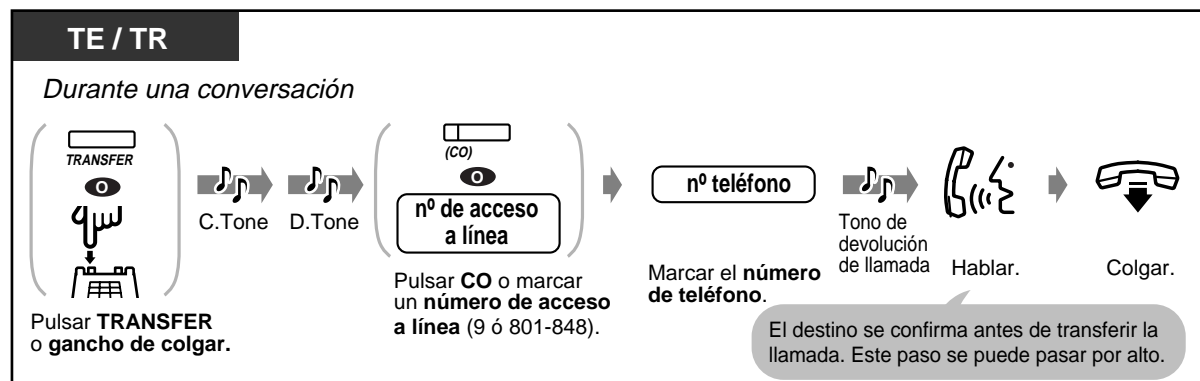 TE / TR
Durante una conversación
TRANSFER
O
Pulsar TRANSFER
o gancho de colgar.
C.Tone
D.Tone
(CO)
O
nº de acceso
a línea
Pulsar CO o marcar
un número de acceso
a línea (9 ó 801-848).
nº teléfono
Marcar el número
de teléfono.
Tono de
devolución
de llamada
Hablar.
Colgar.
El destino se confirma antes de transferir la
llamada. Este paso se puede pasar por alto.